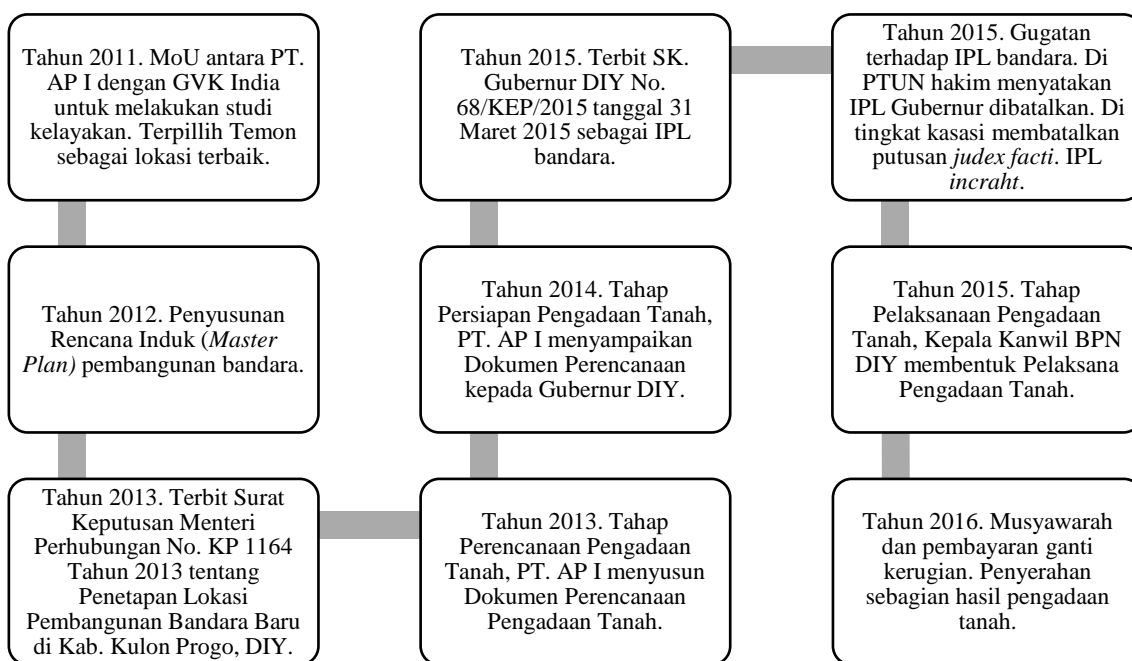 Tahun 2011. MoU antara PT.
AP I dengan GVK India
untuk melakukan studi
kelayakan. Terpillih Temon
sebagai lokasi terbaik.
Tahun 2012. Penyusunan
Rencana Induk (Master
Plan) pembangunan bandara.
Tahun 2013. Terbit Surat
Keputusan Menteri
Perhubungan No. KP 1164
Tahun 2013 tentang
Penetapan Lokasi
Pembangunan Bandara Baru
di Kab. Kulon Progo, DIY.
Tahun 2013. Tahap
Perencanaan Pengadaan
Tanah, PT. AP I menyusun
Dokumen Perencanaan
Pengadaan Tanah.
Tahun 2014. Tahap
Persiapan Pengadaan Tanah,
PT. AP I menyampaikan
Dokumen Perencanaan
kepada Gubernur DIY.
Tahun 2015. Terbit SK.
Gubernur DIY No.
68/KEP/2015 tanggal 31
Maret 2015 sebagai IPL
bandara.
Tahun 2015. Gugatan
terhadap IPL bandara. Di
PTUN hakim menyatakan
IPL Gubernur dibatalkan. Di
tingkat kasasi membatalkan
putusan judex facti. IPL
incraht.
Tahun 2015. Tahap
Pelaksanaan Pengadaan
Tanah, Kepala Kanwil BPN
DIY membentuk Pelaksana
Pengadaan Tanah.
Tahun 2016. Musyawarah
dan pembayaran ganti
kerugian. Penyerahan
sebagian hasil pengadaan
tanah.